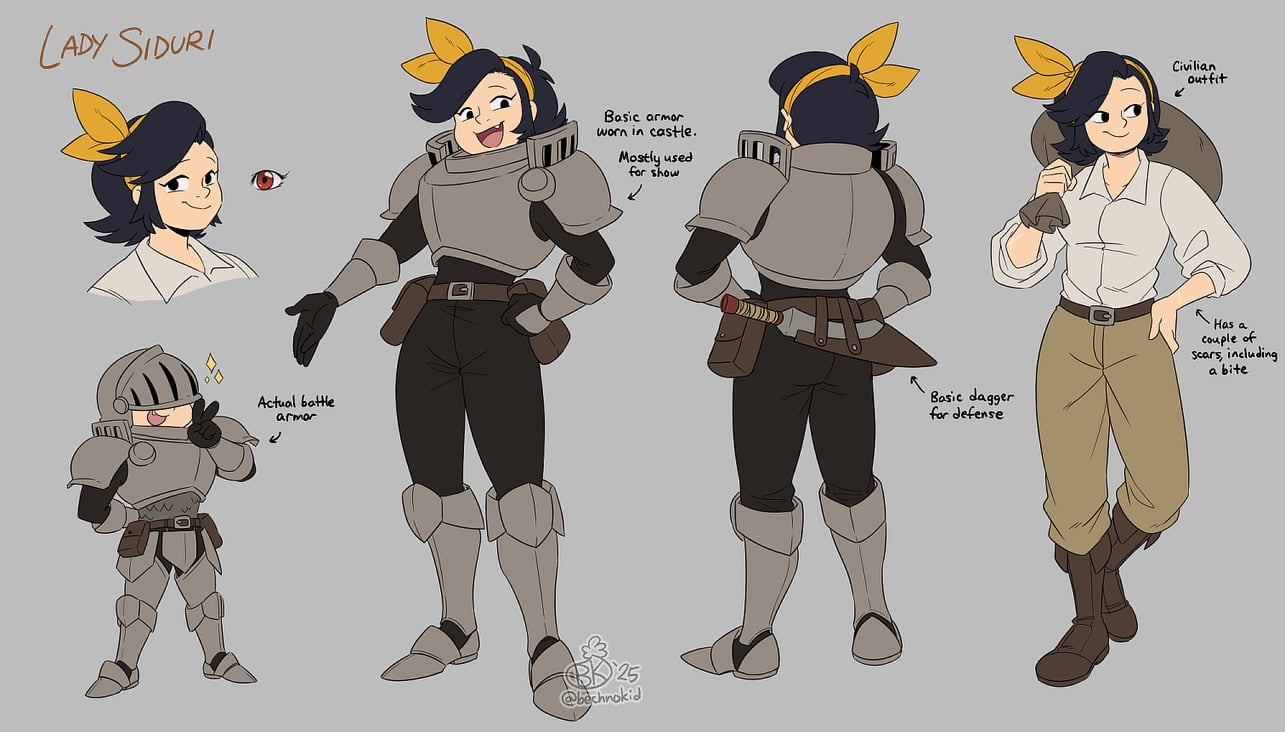 LADY SIDURI
Basic armor
worn in castle.
Mostly used
for show
Civilian
outfit
Has a
couple of
scars, including
a bite
Actual battle
armor
Basic dagger
for defense
BK '25
@bechnokid